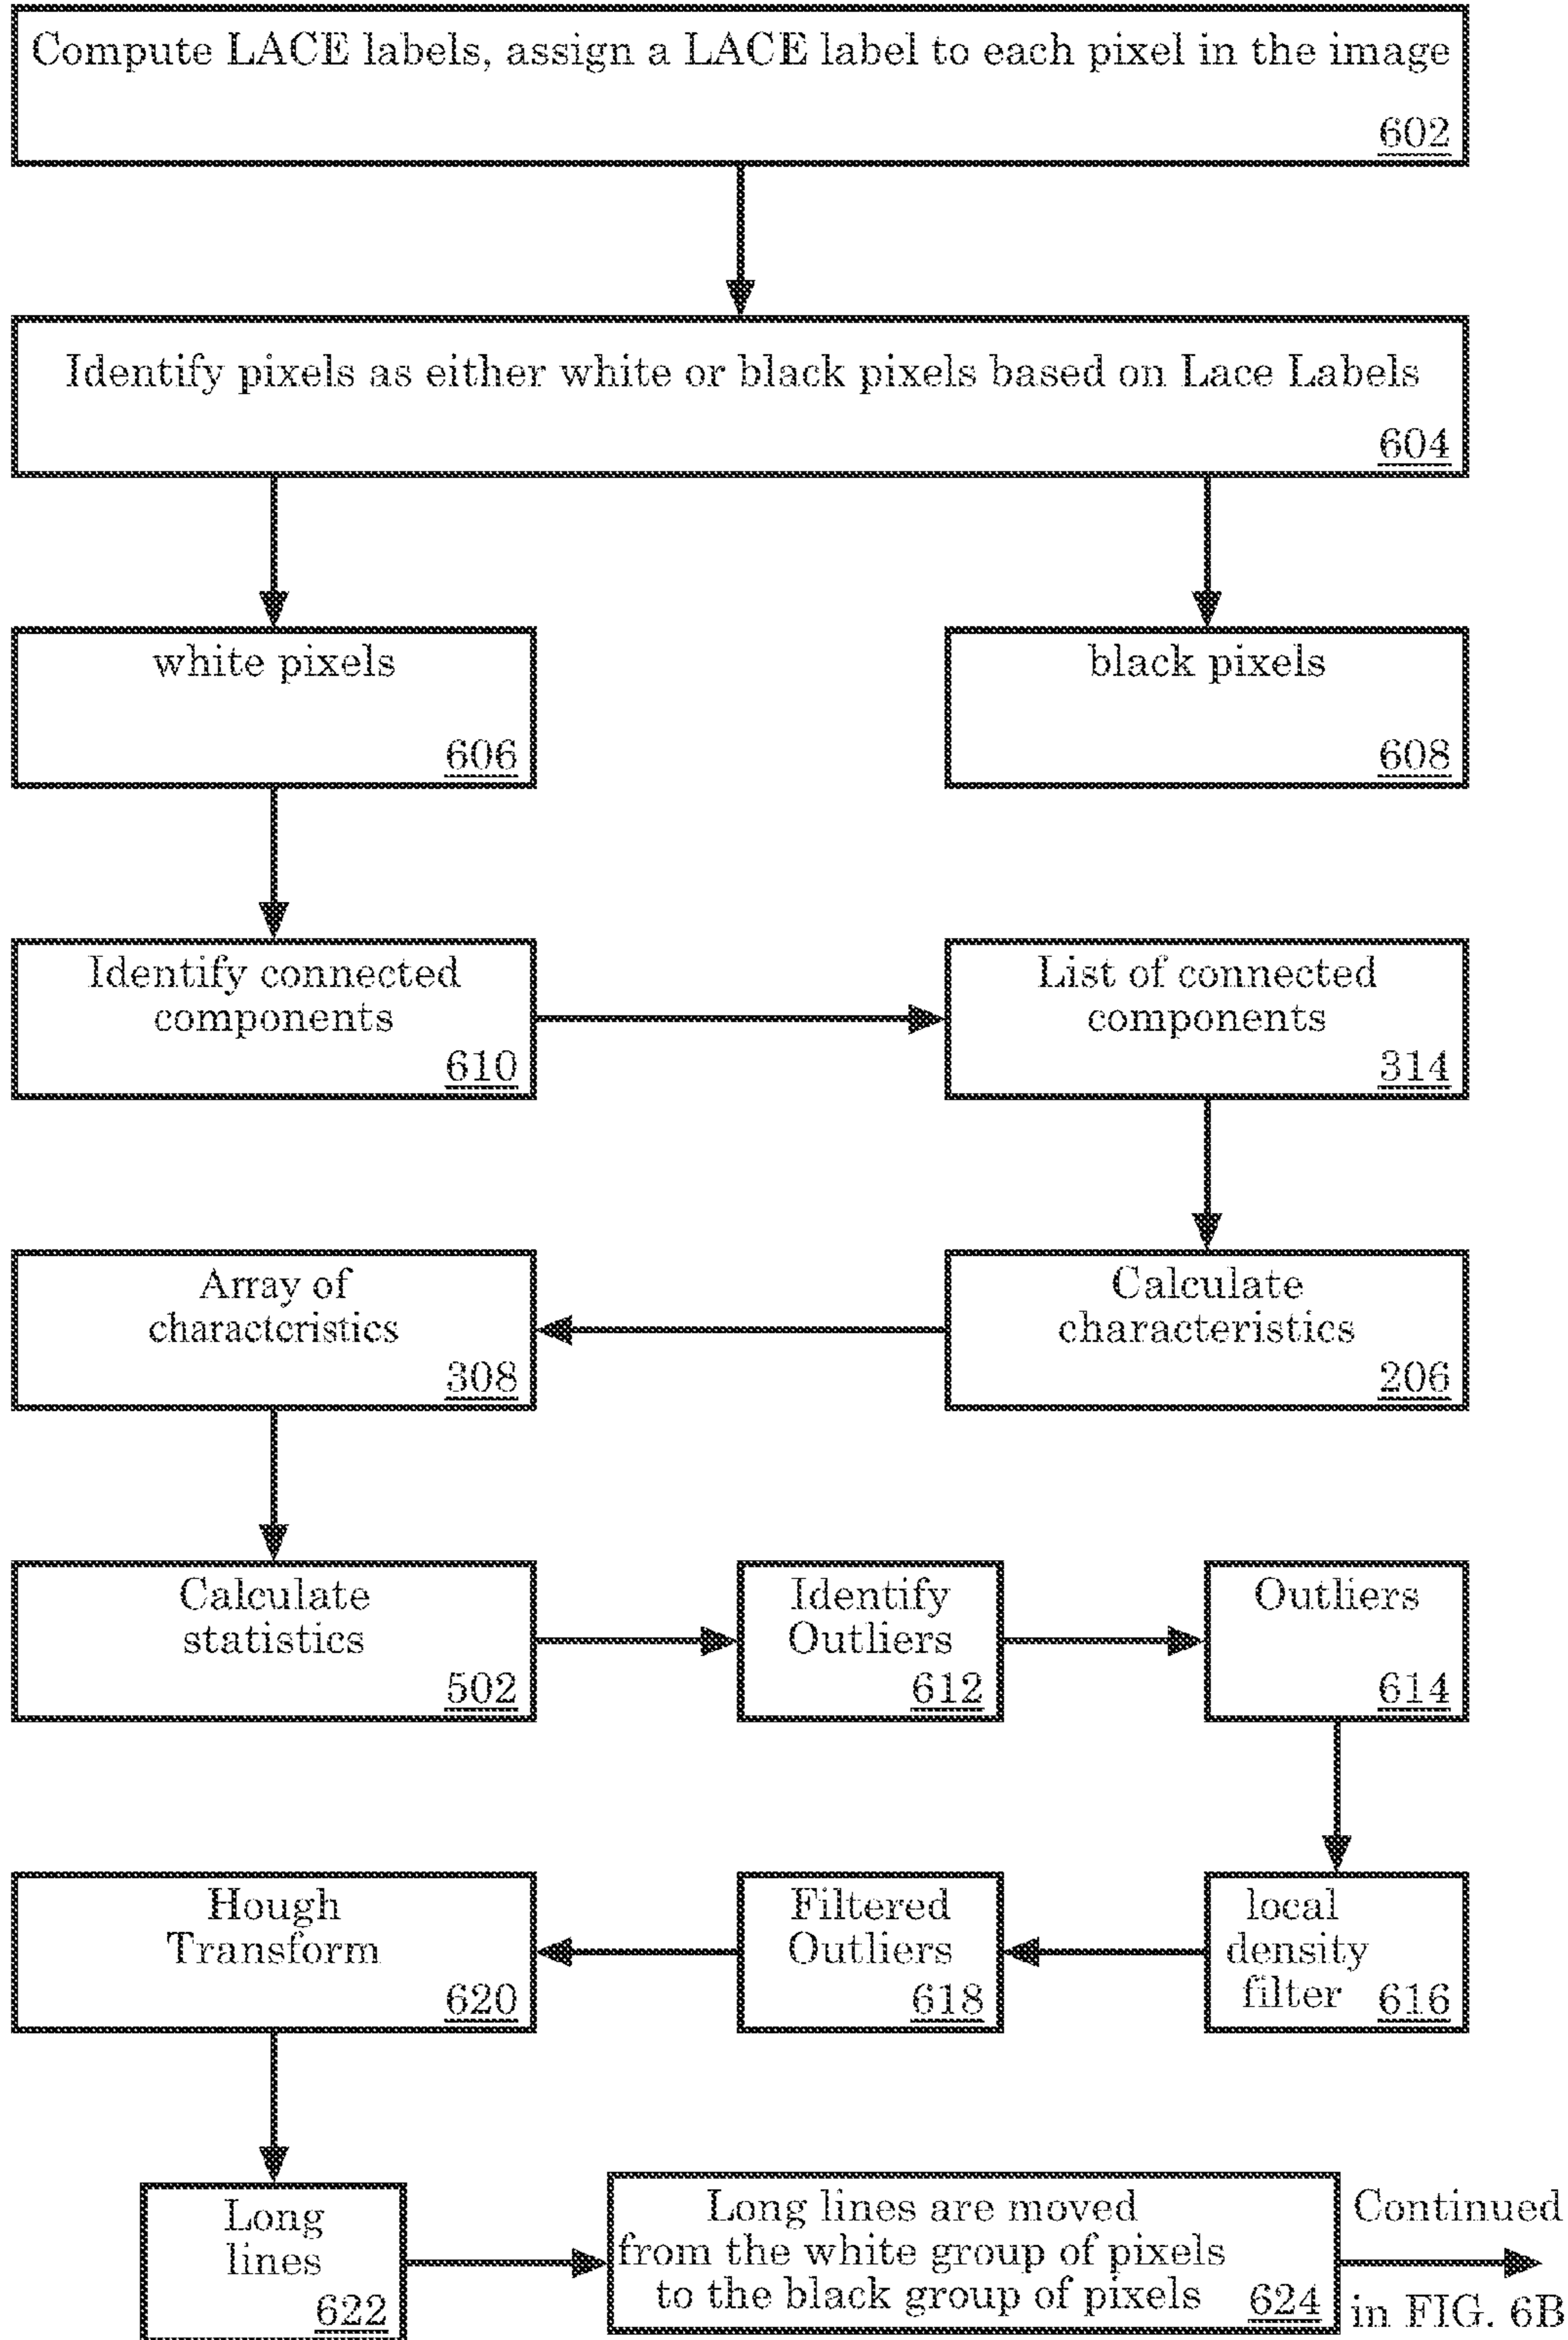 Compute LACE labels, assign a LACE label to each pixel in the image
602
Identify pixels as either white or black pixels based on Lace Labels
604
white pixels
606
black pixels
608
Identify connected
components
610
List of connected
components
314
Array of
characteristics
308
Calculate
characteristics
206
Calculate
statistics
502
Identify
Outliers
612
Outliers
614
Hough
Transform
620
Filtered
Outliers
618
local
density
filter 616
Long
lines
622
Long lines are moved
from the white group of pixels
to the black group of pixels 624
Continued
in FIG. 6B